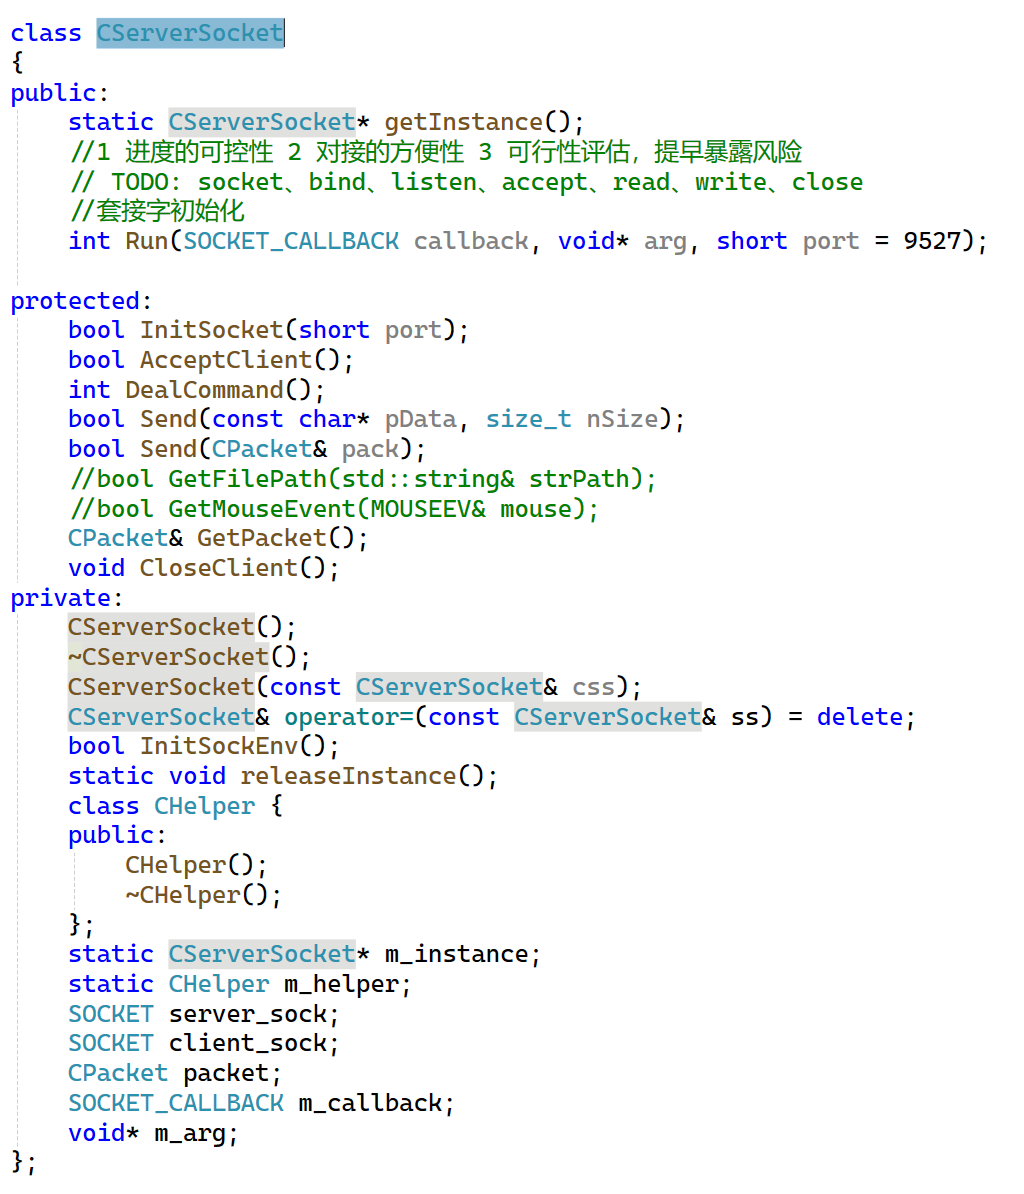 class CServerSocket
{
public:
    static CServerSocket* getInstance();
    //1 进度的可控性 2 对接的方便性 3 可行性评估，提早暴露风险
    // TODO: socket、bind、listen、accept、read、write、close
    //套接字初始化
    int Run(SOCKET_CALLBACK callback, void* arg, short port = 9527);
protected:
    bool InitSocket(short port);
    bool AcceptClient();
    int DealCommand();
    bool Send(const char* pData, size_t nSize);
    bool Send(CPacket& pack);
    //bool GetFilePath(std::string& strPath);
    //bool GetMouseEvent(MOUSEEV& mouse);
    CPacket& GetPacket();
    void CloseClient();
private:
    CServerSocket();
    ~CServerSocket();
    CServerSocket(const CServerSocket& css);
    CServerSocket& operator=(const CServerSocket& ss) = delete;
    bool InitSockEnv();
    static void releaseInstance();
    class CHelper {
    public:
        CHelper();
        ~CHelper();
    };
    static CServerSocket* m_instance;
    static CHelper m_helper;
    SOCKET server_sock;
    SOCKET client_sock;
    CPacket packet;
    SOCKET_CALLBACK m_callback;
    void* m_arg;
};